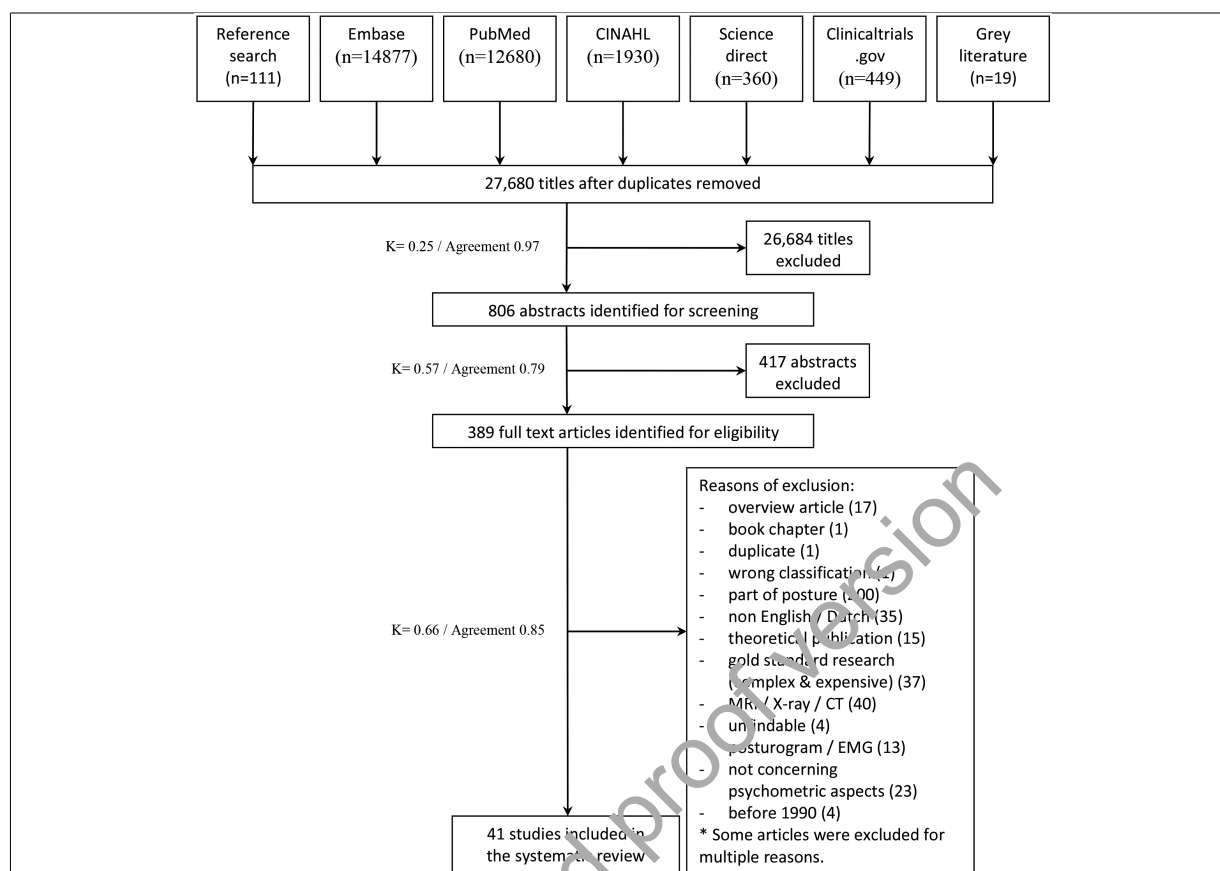 Reference
search
(n=111)
Embase
(n=14877)
PubMed
(n=12680)
CINAHL
(n=1930)
Science
direct
(n=360)
Clinicaltrials
.gov
(n=449)
Grey
literature
(n=19)
27,680 titles after duplicates removed
K= 0.25 / Agreement 0.97
26,684 titles
excluded
806 abstracts identified for screening
K= 0.57 / Agreement 0.79
417 abstracts
excluded
389 full text articles identified for eligibility
Reasons of exclusion:
- overview article (17)
- book chapter (1)
- duplicate (1)
- wrong classification (1)
- part of posture (200)
- non English / Dutch (35)
- theoretical publication (15)
- gold standard research
(complex & expensive) (37)
- MRI / X-ray / CT (40)
- unfindable (4)
- posturogram / EMG (13)
- not concerning
psychometric aspects (23)
- before 1990 (4)
* Some articles were excluded for
multiple reasons.
K= 0.66 / Agreement 0.85
41 studies included in
the systematic review
proof version